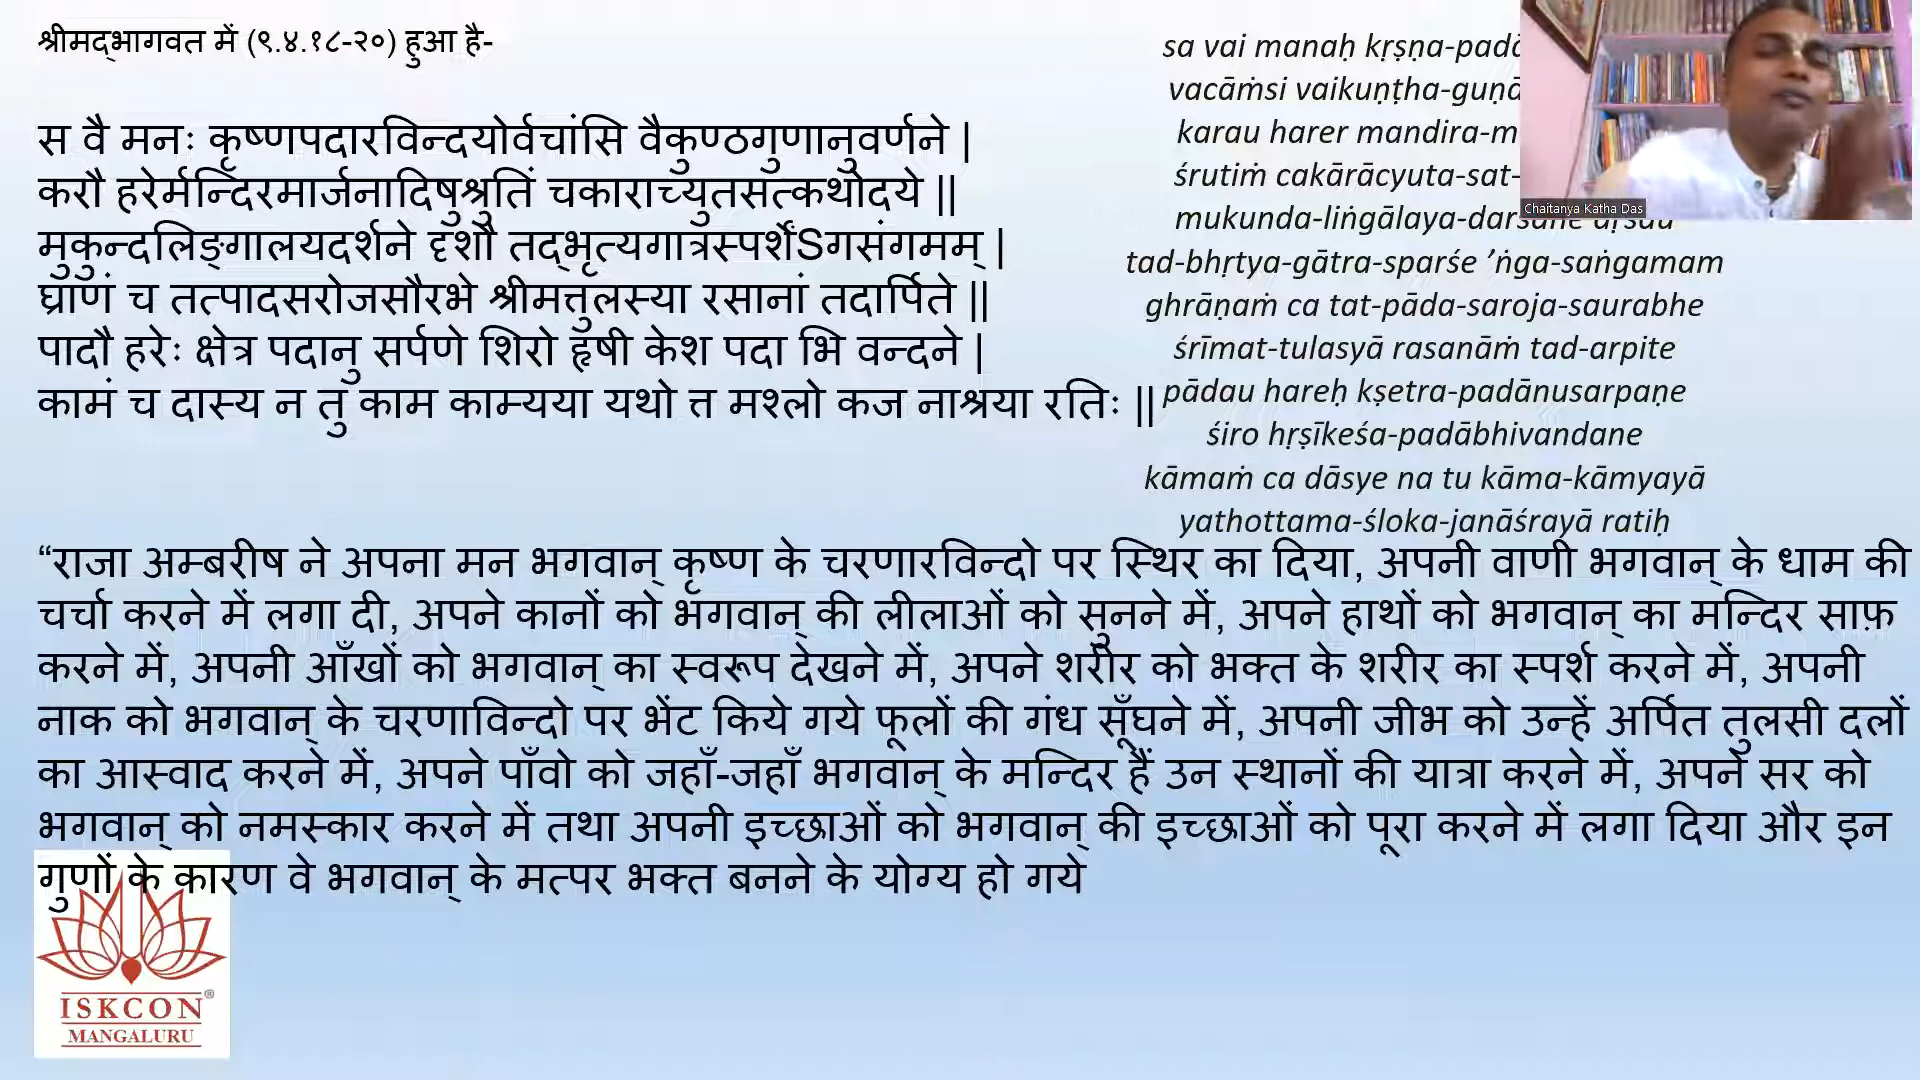 श्रीमद्भागवत में (९.४.१८-२०) हुआ है-
स वै मनः कृष्णपदारविन्दयोर्वचांसि वैकुण्ठगुणानुवर्णने |
करौ हरेर्मन्दिरमार्जनादिषुश्रुतिं चकाराच्युतसत्कथोदये ||
मुकुन्दलिङ्गालयदर्शने दृशौ तद्भृत्यगात्रस्पर्शेंSगसंगमम् |
घ्राणं च तत्पादसरोजसौरभे श्रीमत्तुलस्या रसानां तदार्पिते ||
पादौ हरेः क्षेत्र पदानु सर्पणे शिरो हृषी केश पदा भि वन्दने |
कामं च दास्य न तु काम काम्यया यथो त्त मश्लो कज नाश्रया रतिः ||
sa vai manaḥ kṛṣṇa-
vacāṁsi vaikuṇṭha-
karau harer
śrutiṁ cakārācyuta-sat-
mukunda-liṅgālaya-darśane dṛśau
tad-bhṛtya-gātra-sparśe ’ṅga-saṅgamam
ghrāṇaṁ ca tat-pāda-saroja-saurabhe
śrīmat-tulasyā rasanāṁ tad-arpite
pādau hareḥ kṣetra-padānusarpaṇe
śiro hṛṣīkeśa-padābhivandane
kāmaṁ ca dāsye na tu kāma-kāmyayā
yathottama-śloka-janāśrayā ratiḥ
Chaitanya Katha Das
“राजा अम्बरीष ने अपना मन भगवान् कृष्ण के चरणारविन्दो पर स्थिर का दिया, अपनी वाणी भगवान् के धाम की
चर्चा करने में लगा दी, अपने कानों को भगवान् की लीलाओं को सुनने में, अपने हाथों को भगवान् का मन्दिर साफ़
करने में, अपनी आँखों को भगवान् का स्वरूप देखने में, अपने शरीर को भक्त के शरीर का स्पर्श करने में, अपनी
नाक को भगवान् के चरणाविन्दो पर भेंट किये गये फूलों की गंध सूँघने में, अपनी जीभ को उन्हें अर्पित तुलसी दलों
का आस्वाद करने में, अपने पाँवो को जहाँ-जहाँ भगवान् के मन्दिर हैं उन स्थानों की यात्रा करने में, अपने सर को
भगवान् को नमस्कार करने में तथा अपनी इच्छाओं को भगवान् की इच्छाओं को पूरा करने में लगा दिया और इन
गुणों के कारण वे भगवान् के मत्पर भक्त बनने के योग्य हो गये
ISKCON®
MANGALURU